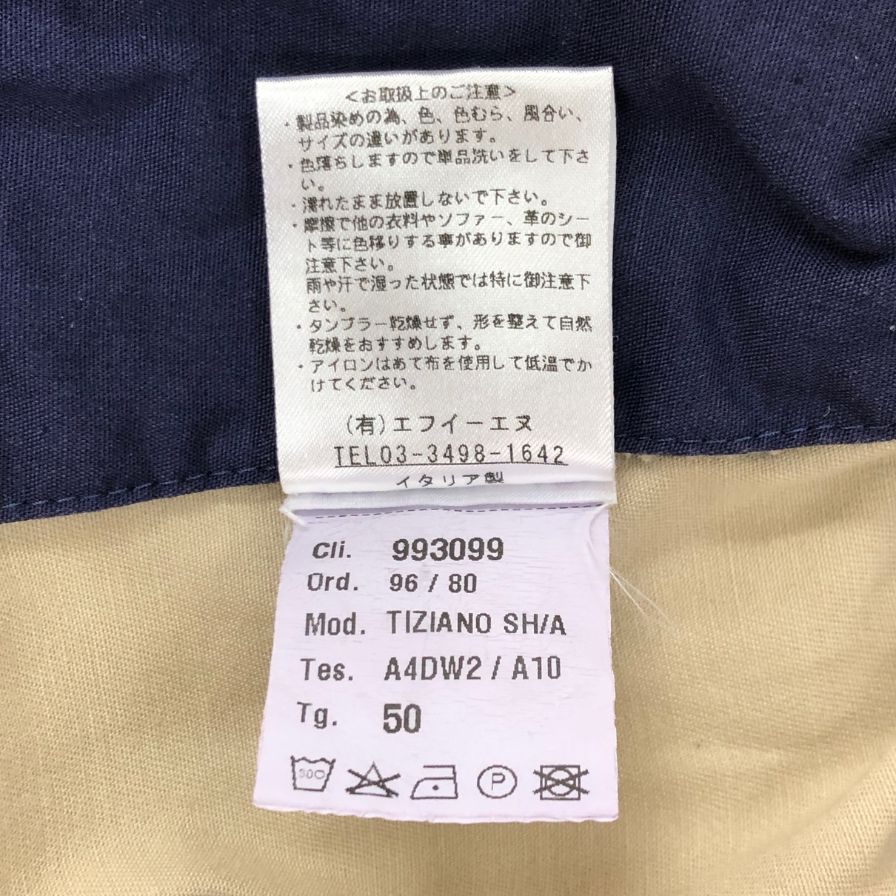 <お取扱上のご注意>
・製品染めの為、色、色むら、風合い、
サイズの違いがあります。
・色落ちしますので単品洗いをして下さ
い。
・濡れたまま放置しないで下さい。
・摩擦で他の衣料やソファー、革のシー
ト等に色移りする事がありますので御
注意下さい。
雨や汗で湿った状態では特に御注意下
さい。
・タンブラー乾燥せず、形を整えて自然
乾燥をおすすめします。
・アイロンはあて布を使用して低温でか
けてください。
(有)エフイーエヌ
TEL03-3498-1642
イタリア製
Cli. 993099
Ord. 96 / 80
Mod. TIZIANO SH/A
Tes. A4DW2 / A10
Tg. 50
P